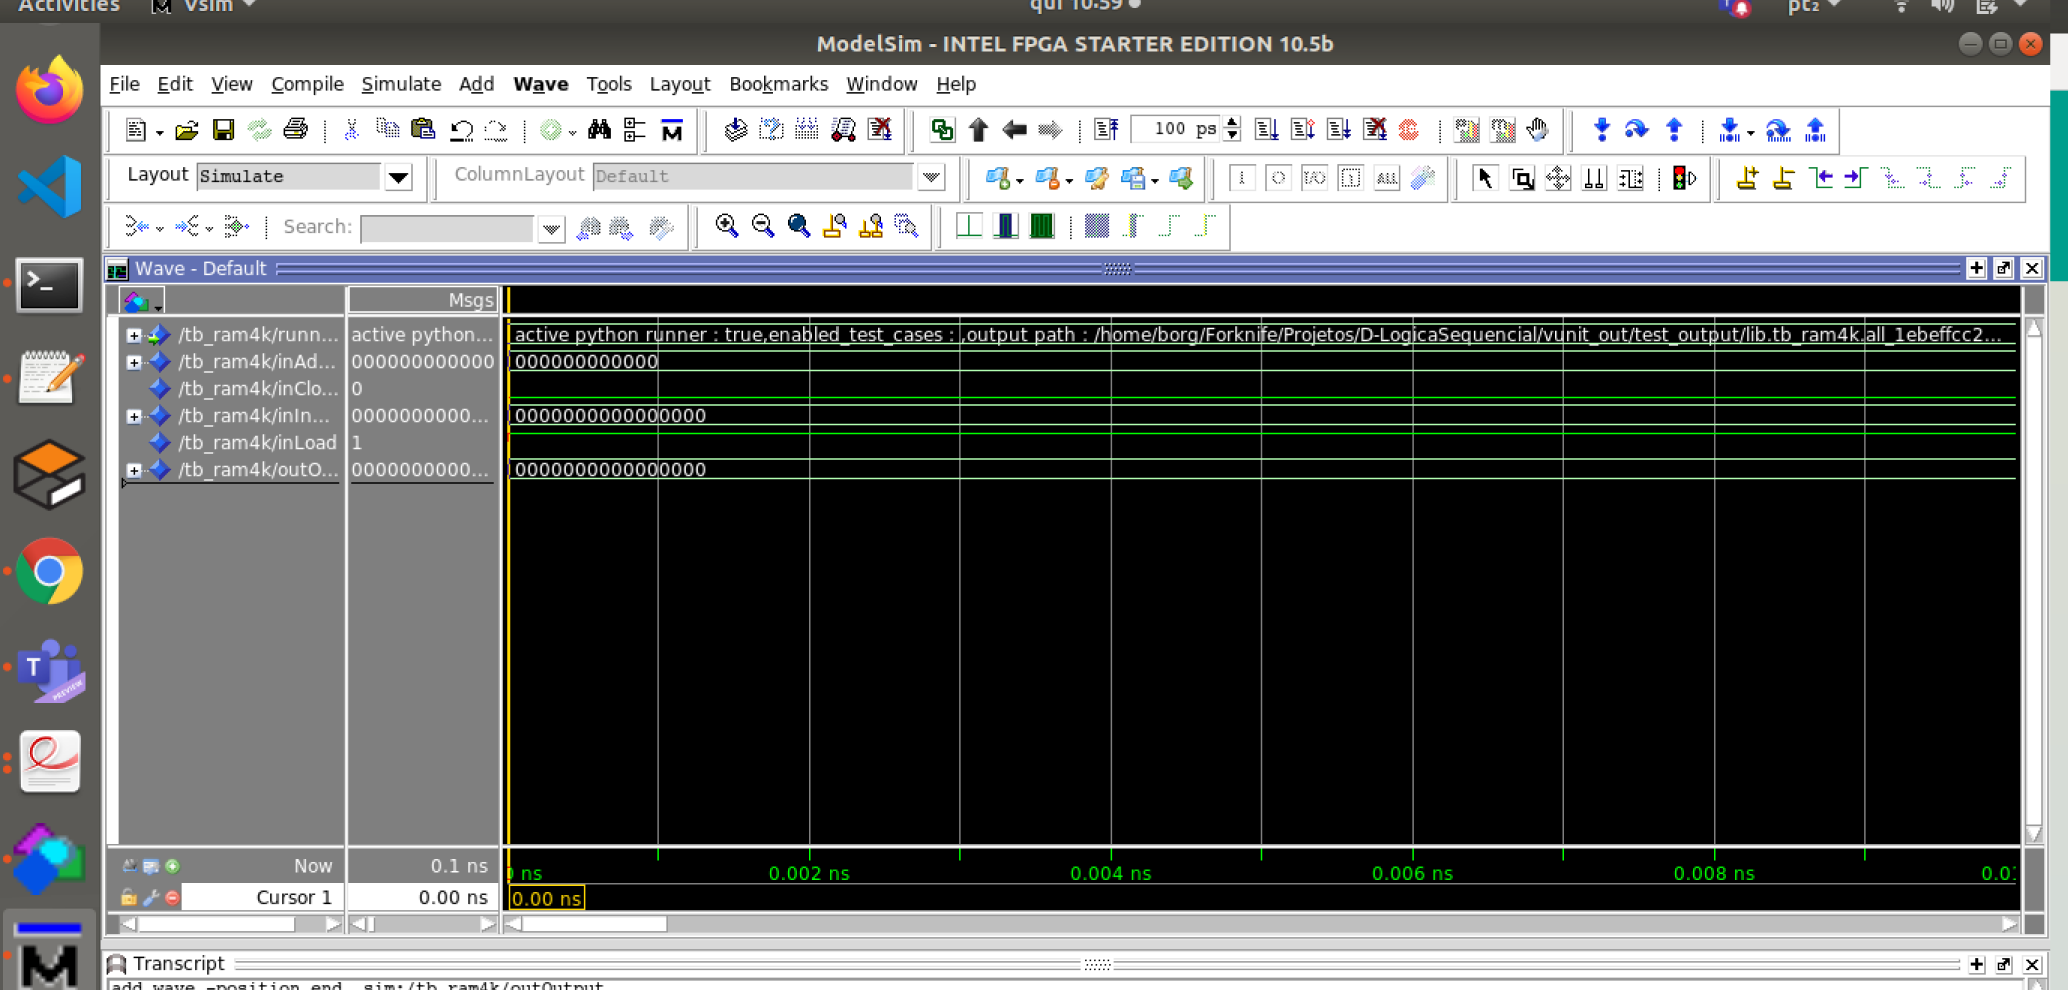 Activities Vsim qui 10:59 pt₂
ModelSim - INTEL FPGA STARTER EDITION 10.5b
File Edit View Compile Simulate Add Wave Tools Layout Bookmarks Window Help
100 ps
Layout Simulate ColumnLayout Default
ALL
Search:
Wave - Default
Msgs
/tb_ram4k/runn... active python... active python runner : true,enabled_test_cases : ,output path : /home/borg/Forknife/Projetos/D-LogicaSequencial/vunit_out/test_output/lib.tb_ram4k.all_1ebeffcc2...
/tb_ram4k/inAd... 000000000000 000000000000
/tb_ram4k/inClo... 0
/tb_ram4k/inIn... 0000000000... 0000000000000000
/tb_ram4k/inLoad 1
/tb_ram4k/outO... 0000000000... 0000000000000000
Now 0.1 ns ns 0.002 ns 0.004 ns 0.006 ns 0.008 ns
Cursor 1 0.00 ns 0.00 ns
T
PREVIEW
M
Transcript
add wave -position end sim:/tb_ram4k/outOutput